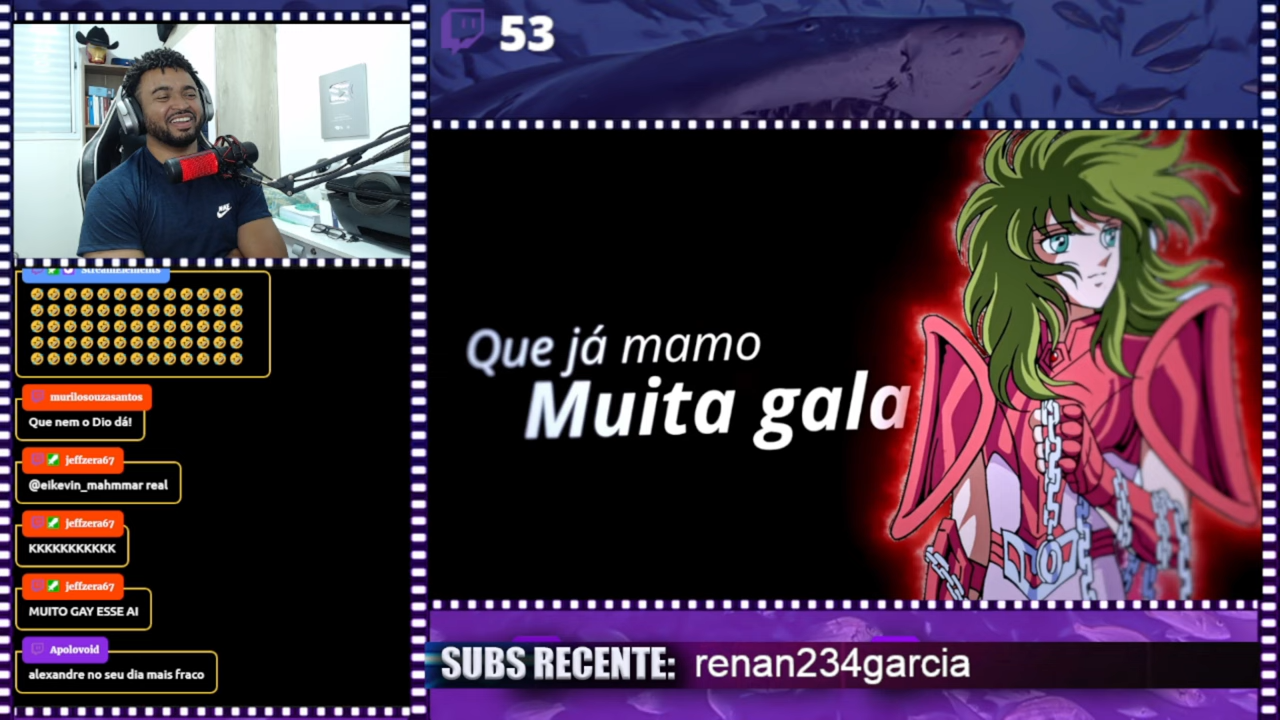 53
StreamElements
murilosouzasantos
Que nem o Dio dá!
jeffzera67
@eikevin_mahmmar real
jeffzera67
KKKKKKKKKKK
jeffzera67
MUITO GAY ESSE AI
Apolovoid
alexandre no seu dia mais fraco
Que já mamo
Muita gala
SUBS RECENTE: renan234garcia